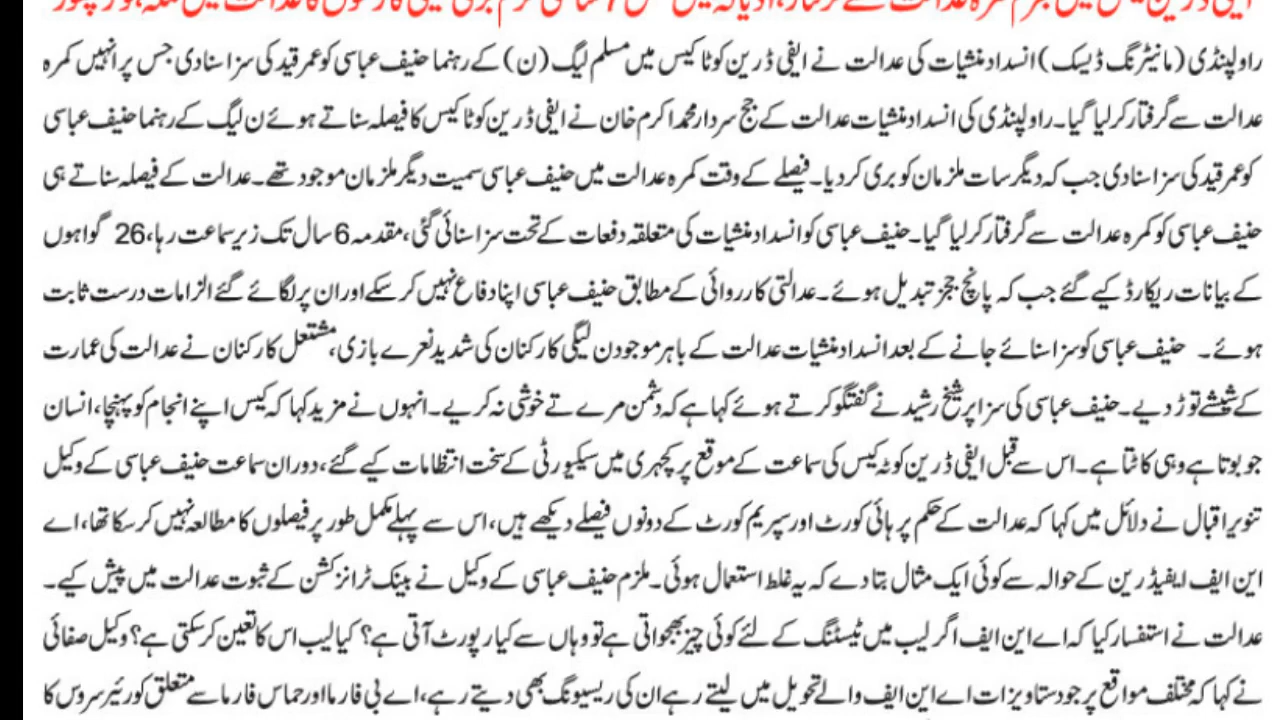 راولپنڈی (مانیٹرنگ ڈیسک) انسداد منشیات کی عدالت نے ایفی ڈرین کوٹا کیس میں مسلم لیگ (ن) کے رہنما حنیف عباسی کو عمر قید کی سزا سنا دی جس پر انہیں کمرہ
عدالت سے گرفتار کر لیا گیا۔ راولپنڈی کی انسداد منشیات عدالت کے جج سردار محمد اکرم خان نے ایفی ڈرین کوٹا کیس کا فیصلہ سناتے ہوئے ن لیگ کے رہنما حنیف عباسی
کو عمر قید کی سزا سنا دی جب کہ دیگر سات ملزمان کو بری کر دیا۔ فیصلے کے وقت کمرہ عدالت میں حنیف عباسی سمیت دیگر ملزمان موجود تھے۔ عدالت کے فیصلہ سناتے ہی
حنیف عباسی کو کمرہ عدالت سے گرفتار کر لیا گیا۔ حنیف عباسی کو انسداد منشیات کی متعلقہ دفعات کے تحت سزا سنائی گئی، مقدمہ 6 سال تک زیر سماعت رہا، 26 گواہوں
کے بیانات ریکارڈ کیے گئے جب کہ پانچ ججز تبدیل ہوئے۔ عدالتی کارروائی کے مطابق حنیف عباسی اپنا دفاع نہیں کر سکے اور ان پر لگائے گئے الزامات درست ثابت
ہوئے۔ حنیف عباسی کو سزا سنائے جانے کے بعد انسداد منشیات عدالت کے باہر موجود ن لیگی کارکنان کی شدید نعرے بازی، مشتعل کارکنان نے عدالت کی عمارت
کے شیشے توڑ دیے۔ حنیف عباسی کی سزا پر شیخ رشید نے گفتگو کرتے ہوئے کہا ہے کہ دشمن مرے تے خوشی نہ کریے۔ انہوں نے مزید کہا کہ کیس اپنے انجام کو پہنچا، انسان
جو بوتا ہے وہی کاٹتا ہے۔ اس سے قبل ایفی ڈرین کوٹہ کیس کی سماعت کے موقع پر کچہری میں سیکیورٹی کے سخت انتظامات کیے گئے، دوران سماعت حنیف عباسی کے وکیل
تنویر اقبال نے دلائل میں کہا کہ عدالت کے حکم پر ہائی کورٹ اور سپریم کورٹ کے دونوں فیصلے دیکھے ہیں، اس سے پہلے مکمل طور پر فیصلوں کا مطالعہ نہیں کر سکا تھا، اے
این ایف ایفیڈرین کے حوالہ سے کوئی ایک مثال بتا دے کہ یہ غلط استعمال ہوئی۔ ملزم حنیف عباسی کے وکیل نے بینک ٹرانزکشن کے ثبوت عدالت میں پیش کیے۔
عدالت نے استفسار کیا کہ اے این ایف اگر لیب میں ٹیسٹنگ کے لئے کوئی چیز بھجواتی ہے تو وہاں سے کیا رپورٹ آتی ہے؟ کیا لیب اس کا تعین کر سکتی ہے؟ وکیل صفائی
نے کہا کہ مختلف مواقع پر جو دستاویزات اے این ایف والے تحویل میں لیتے رہے ان کی ریسیونگ بھی دیتے رہے، اے بی فارما اور حماس فارما سے متعلق کورئیر سروس کا